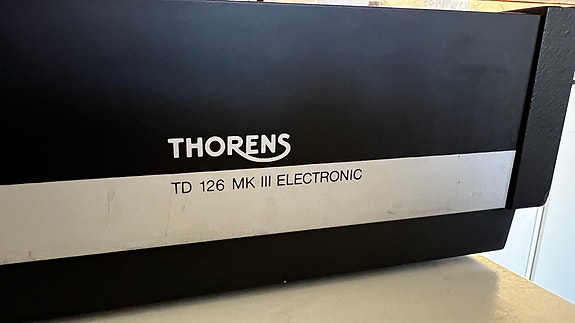 THORENS
TD 126 MK III ELECTRONIC